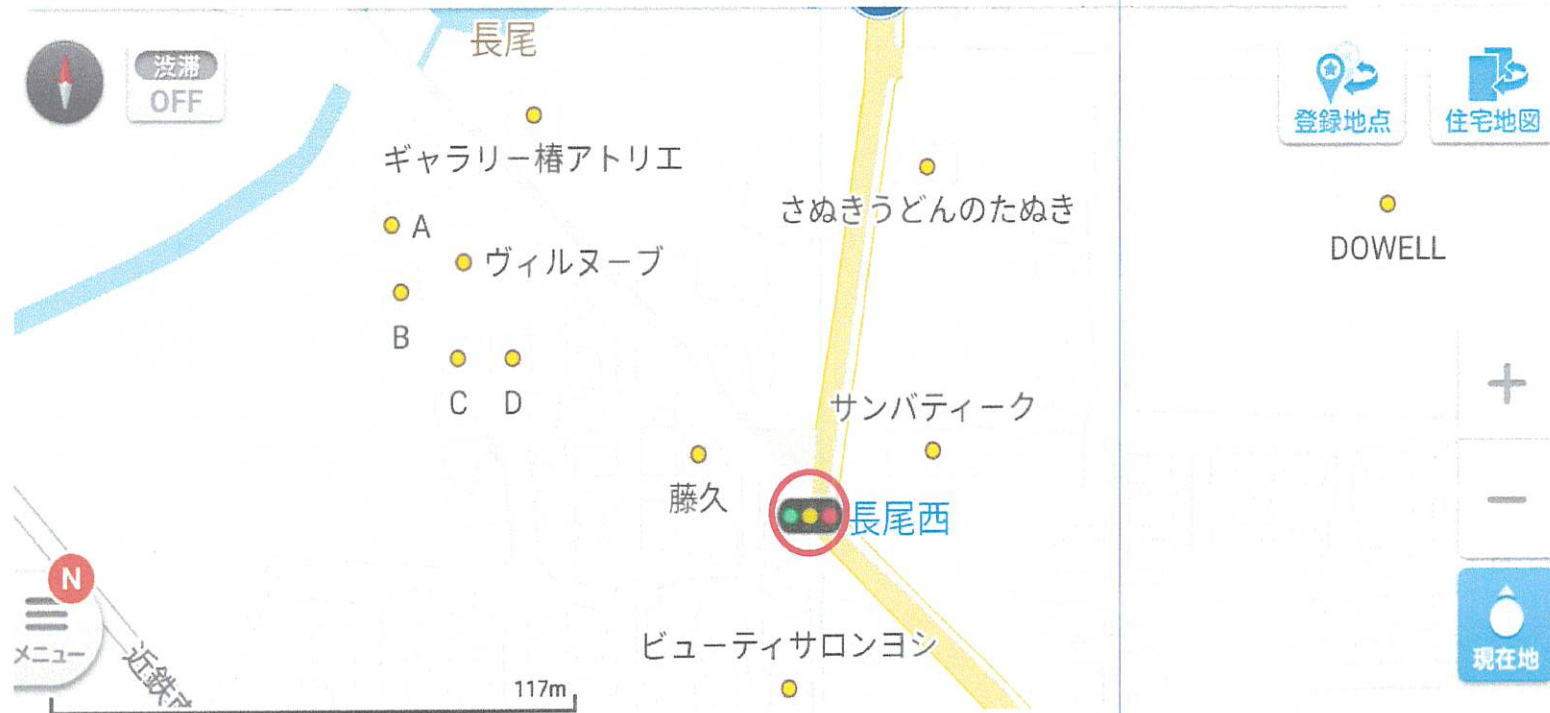 長尾
渋滞
OFF
ギャラリー椿アトリエ
登録地点
住宅地図
さぬきうどんのたぬき
A
ヴィルヌーブ
DOWELL
B
C
D
サンバティーク
藤久
長尾西
N
メニュー
近鉄
ビューティサロンヨシ
117m
現在地